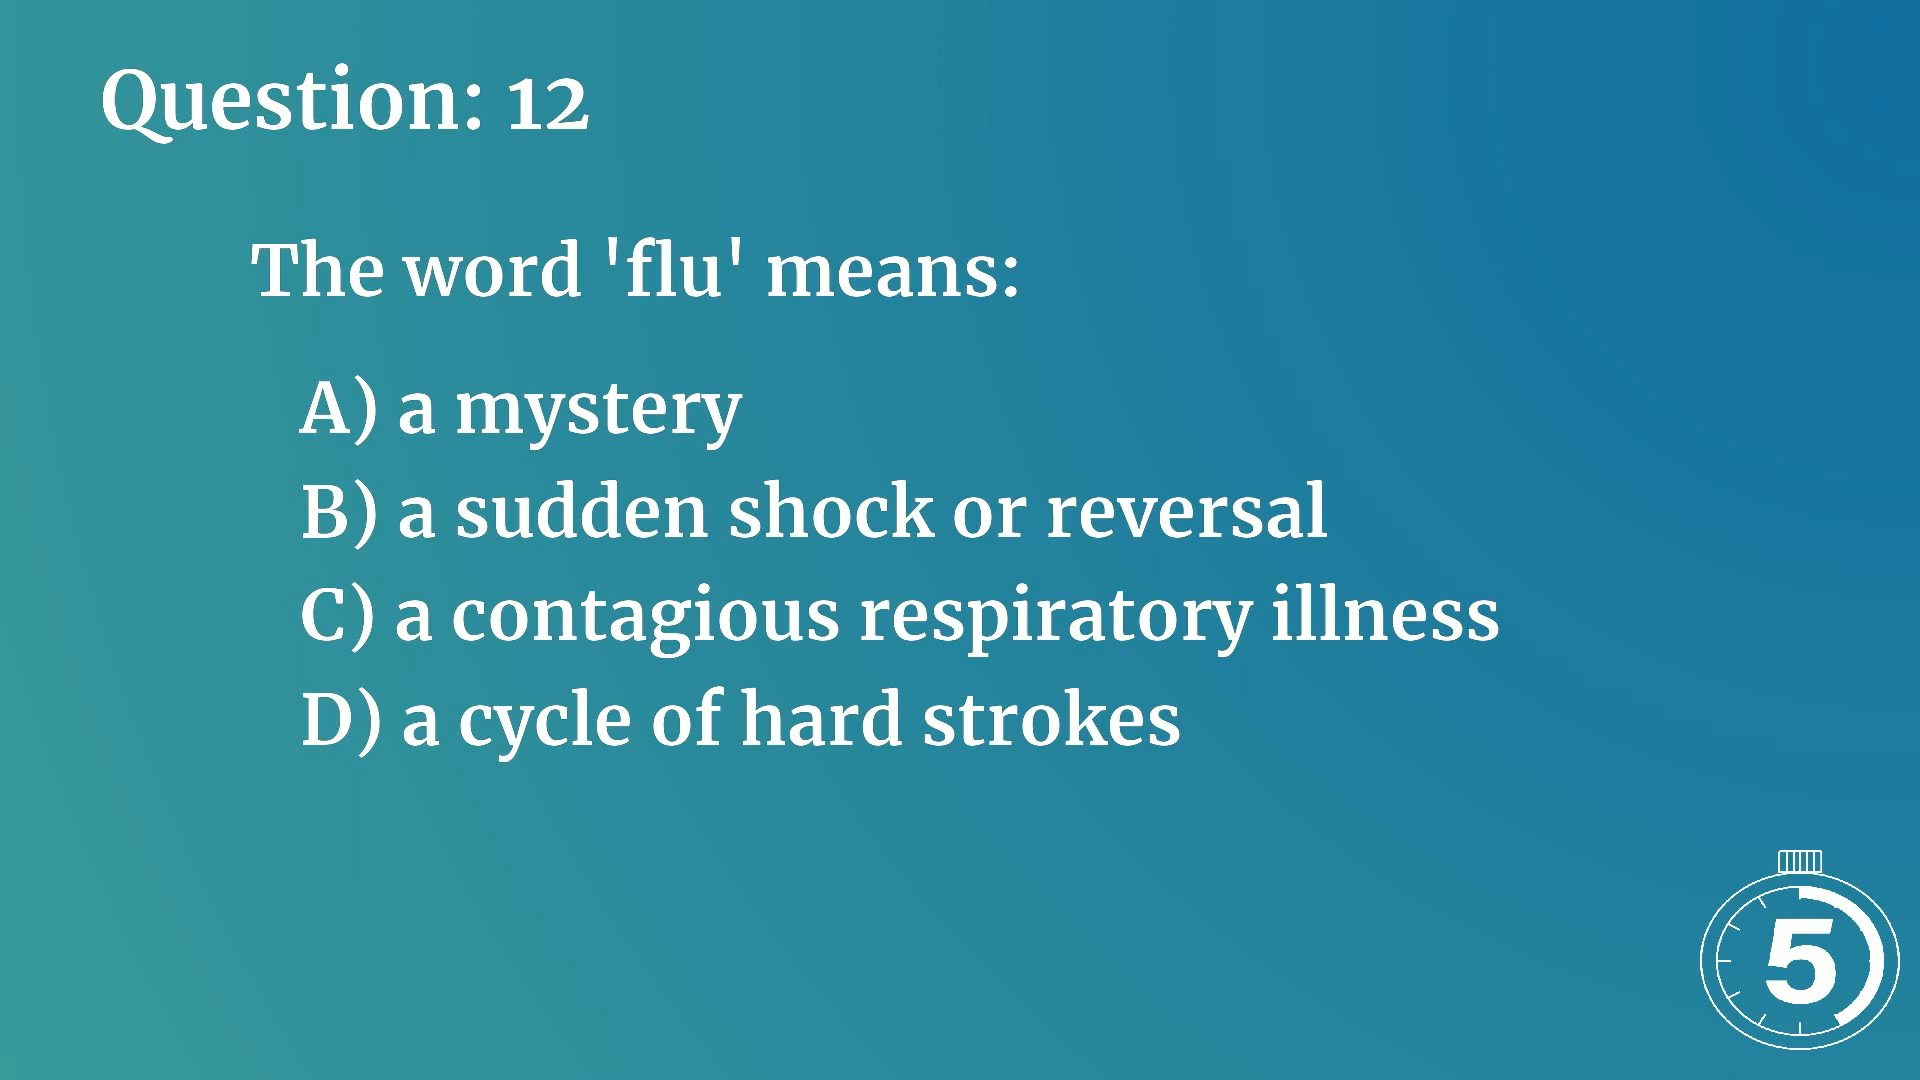 Question: 12
The word 'flu' means:
A) a mystery
B) a sudden shock or reversal
C) a contagious respiratory illness
D) a cycle of hard strokes
5